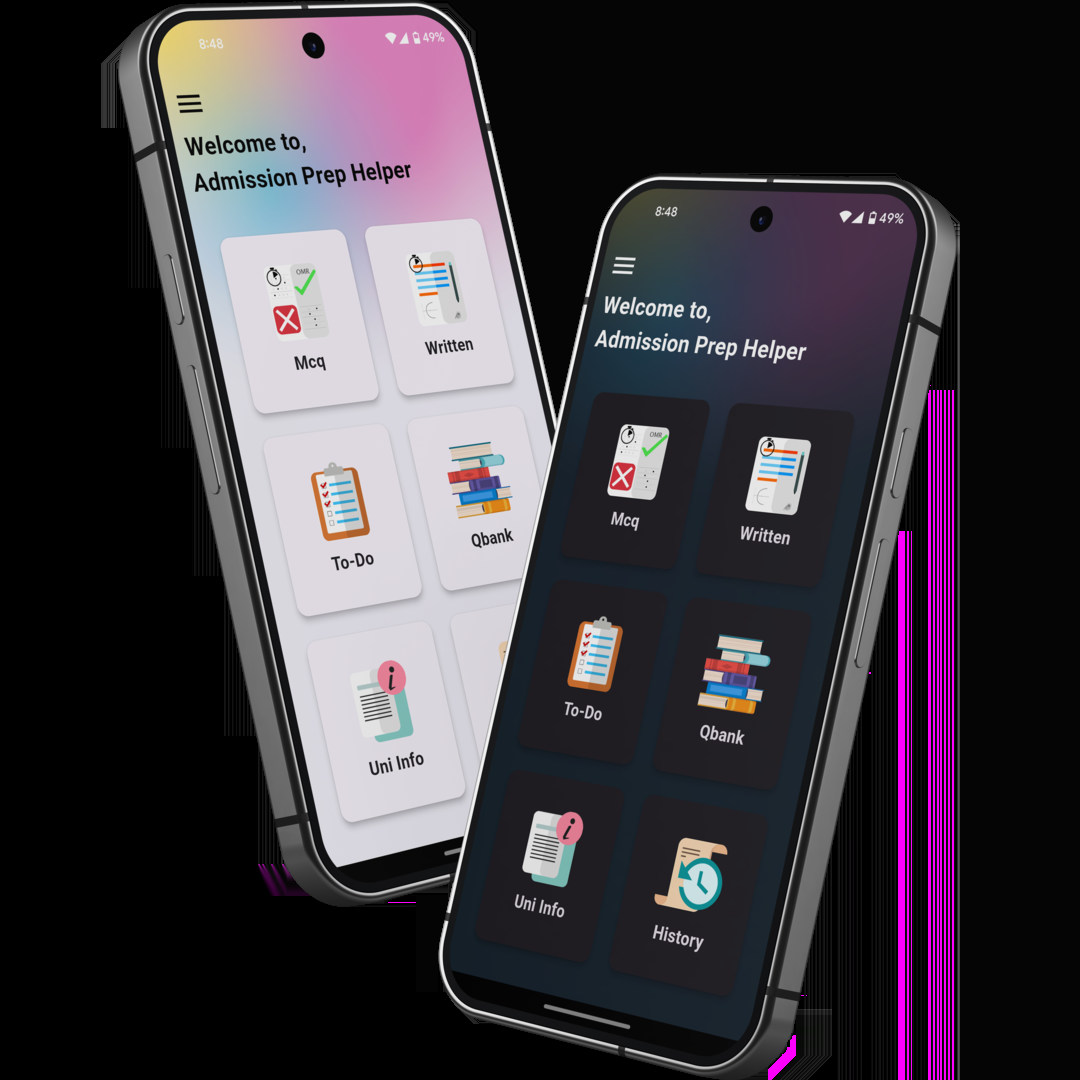 8:48
49%
Welcome to,
Admission Prep Helper
OMR
Mcq
Written
To-Do
Qbank
i
Uni Info
8:48
49%
Welcome to,
Admission Prep Helper
OMR
Mcq
Written
To-Do
Qbank
i
Uni Info
History